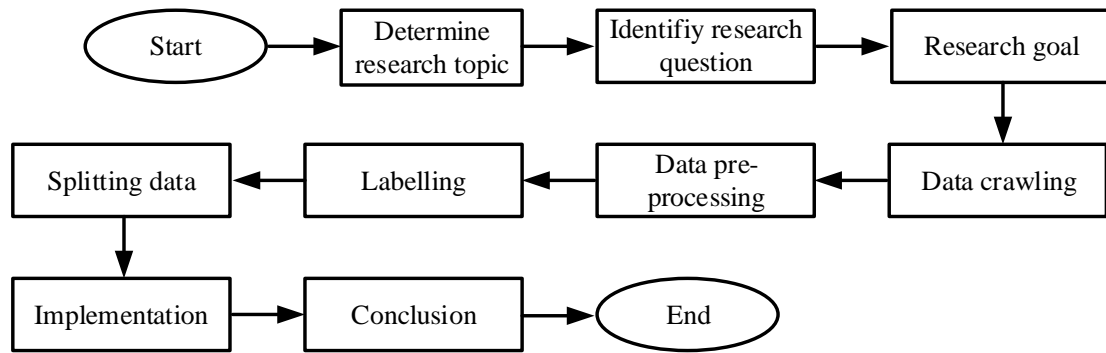 Start
Determine
research topic
Identifiy research
question
Research goal
Data crawling
Data pre-
processing
Labelling
Splitting data
Implementation
Conclusion
End